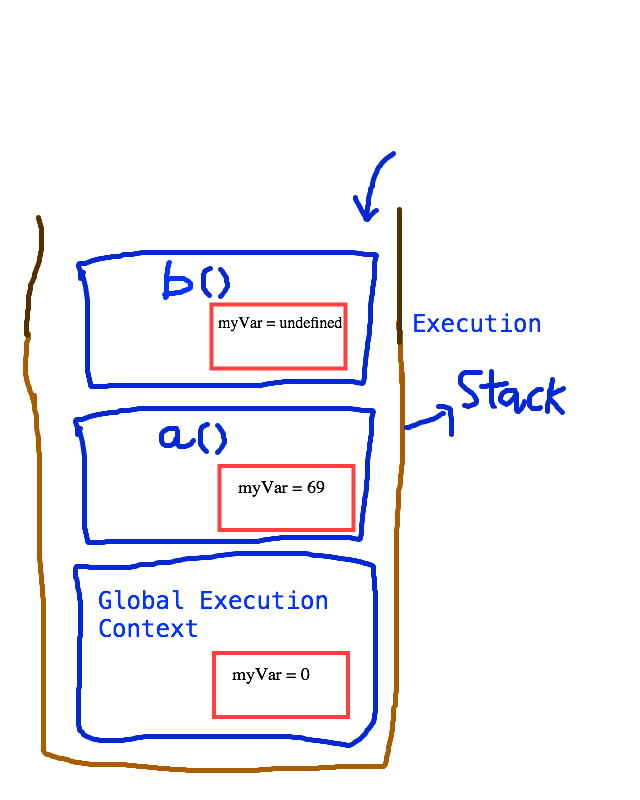 b()
myVar = undefined
Execution
Stack
a()
myVar = 69
Global Execution
Context
myVar = 0